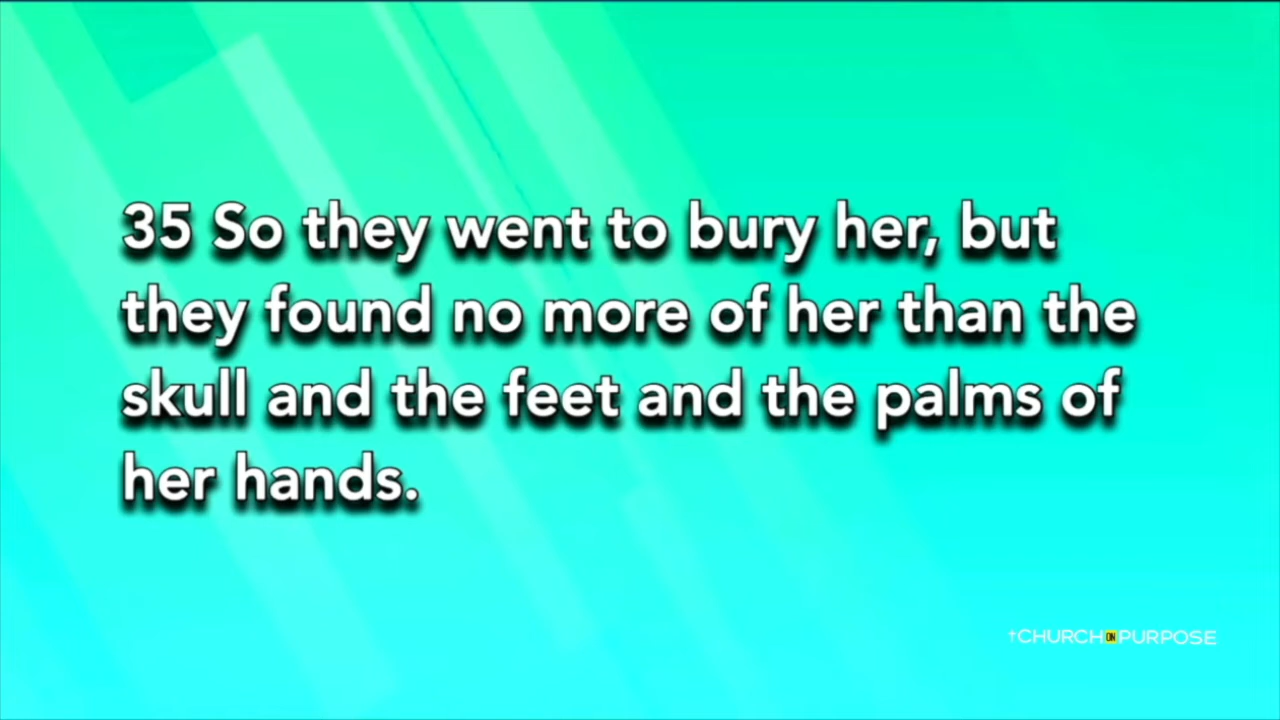 35 So they went to bury her, but
they found no more of her than the
skull and the feet and the palms of
her hands.
†CHURCH ON PURPOSE